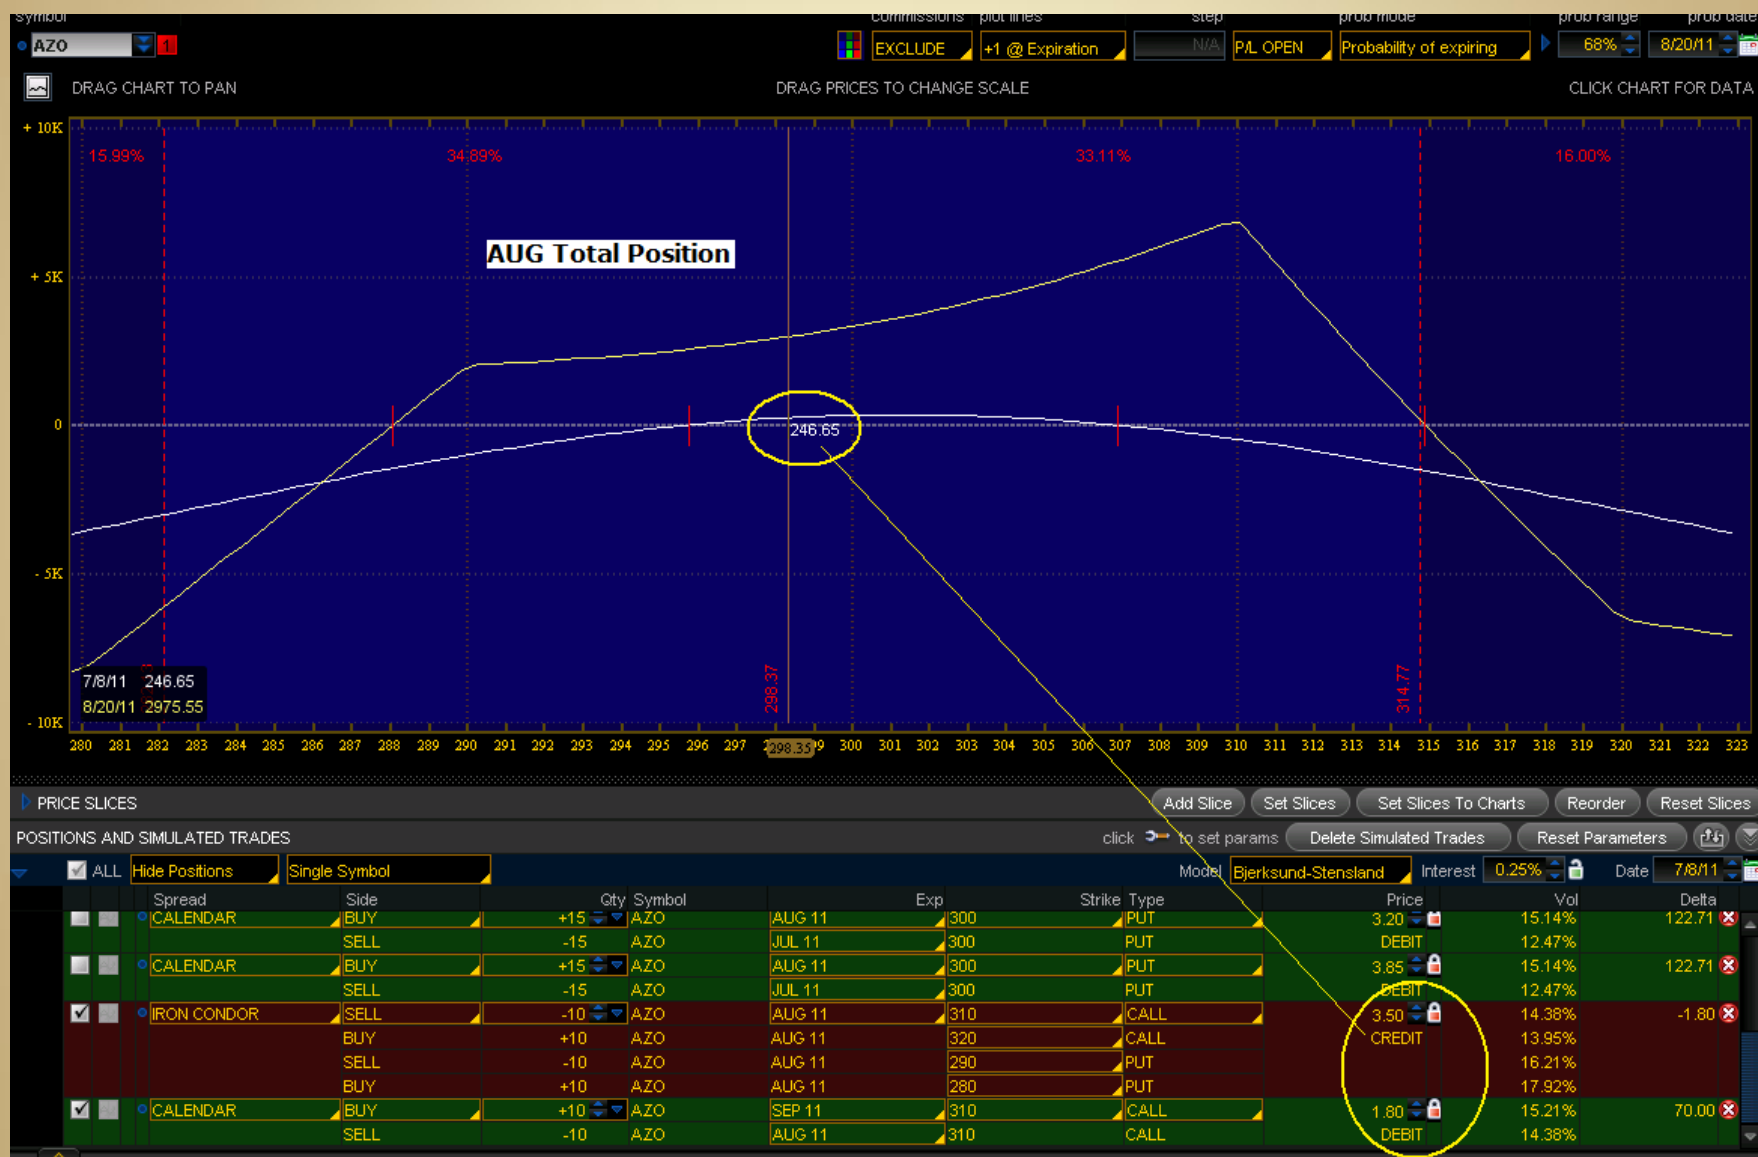 symbol commissions plot lines step prob mode prob range prob date
AZO 1 EXCLUDE +1 @ Expiration N/A P/L OPEN Probability of expiring 68% 8/20/11
DRAG CHART TO PAN DRAG PRICES TO CHANGE SCALE CLICK CHART FOR DATA
+ 10K
15.99% 34.89% 33.11% 16.00%
AUG Total Position
+ 5K
0
246.65
- 5K
298.37
314.77
7/8/11 246.65
8/20/11 2975.55
- 10K
280 281 282 283 284 285 286 287 288 289 290 291 292 293 294 295 296 297 298.35 300 301 302 303 304 305 306 307 308 309 310 311 312 313 314 315 316 317 318 319 320 321 322 323
PRICE SLICES Add Slice Set Slices Set Slices To Charts Reorder Reset Slices
POSITIONS AND SIMULATED TRADES click to set params Delete Simulated Trades Reset Parameters
ALL Hide Positions Single Symbol Model Bjerksund-Stensland Interest 0.25% Date 7/8/11
Spread Side Qty Symbol Exp Strike Type Price Vol Delta
CALENDAR BUY +15 AZO AUG 11 300 PUT 3.20 15.14% 122.71
SELL -15 AZO JUL 11 300 PUT DEBIT 12.47%
CALENDAR BUY +15 AZO AUG 11 300 PUT 3.85 15.14% 122.71
SELL -15 AZO JUL 11 300 PUT DEBIT 12.47%
IRON CONDOR SELL -10 AZO AUG 11 310 CALL 3.50 14.38% -1.80
BUY +10 AZO AUG 11 320 CALL CREDIT 13.95%
SELL -10 AZO AUG 11 290 PUT 16.21%
BUY +10 AZO AUG 11 280 PUT 17.92%
CALENDAR BUY +10 AZO SEP 11 310 CALL 1.80 15.21% 70.00
SELL -10 AZO AUG 11 310 CALL DEBIT 14.38%